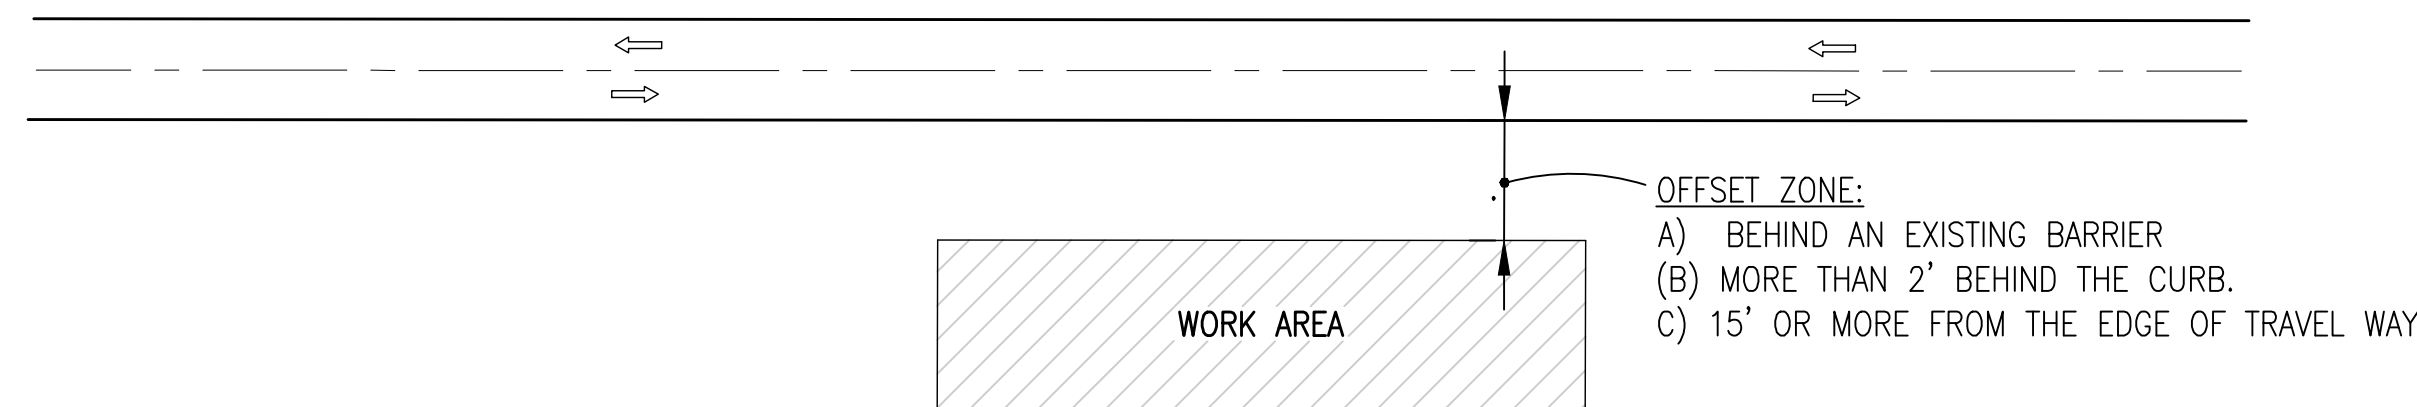 OFFSET ZONE:
A) BEHIND AN EXISTING BARRIER
(B) MORE THAN 2' BEHIND THE CURB.
C) 15' OR MORE FROM THE EDGE OF TRAVEL WAY
WORK AREA